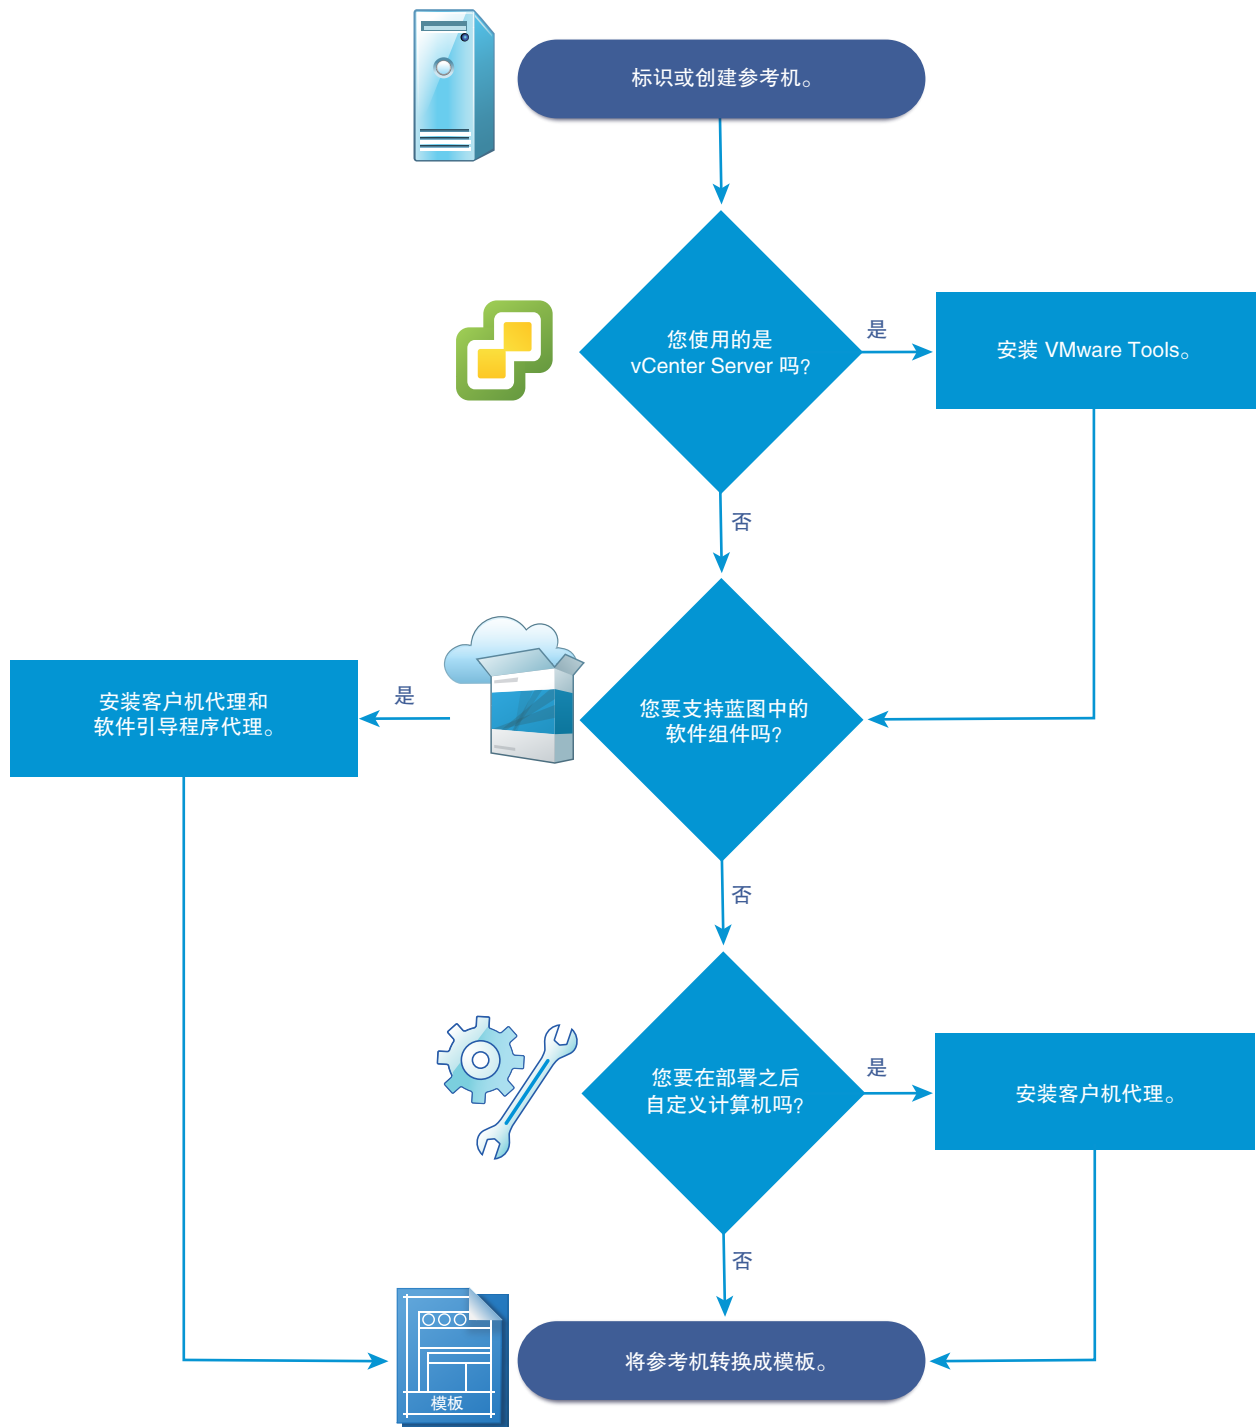 标识或创建参考机。
您使用的是
vCenter Server 吗?
是
安装 VMware Tools。
否
安装客户机代理和
软件引导程序代理。
是
您要支持蓝图中的
软件组件吗?
否
您要在部署之后
自定义计算机吗?
是
安装客户机代理。
否
模板
将参考机转换成模板。